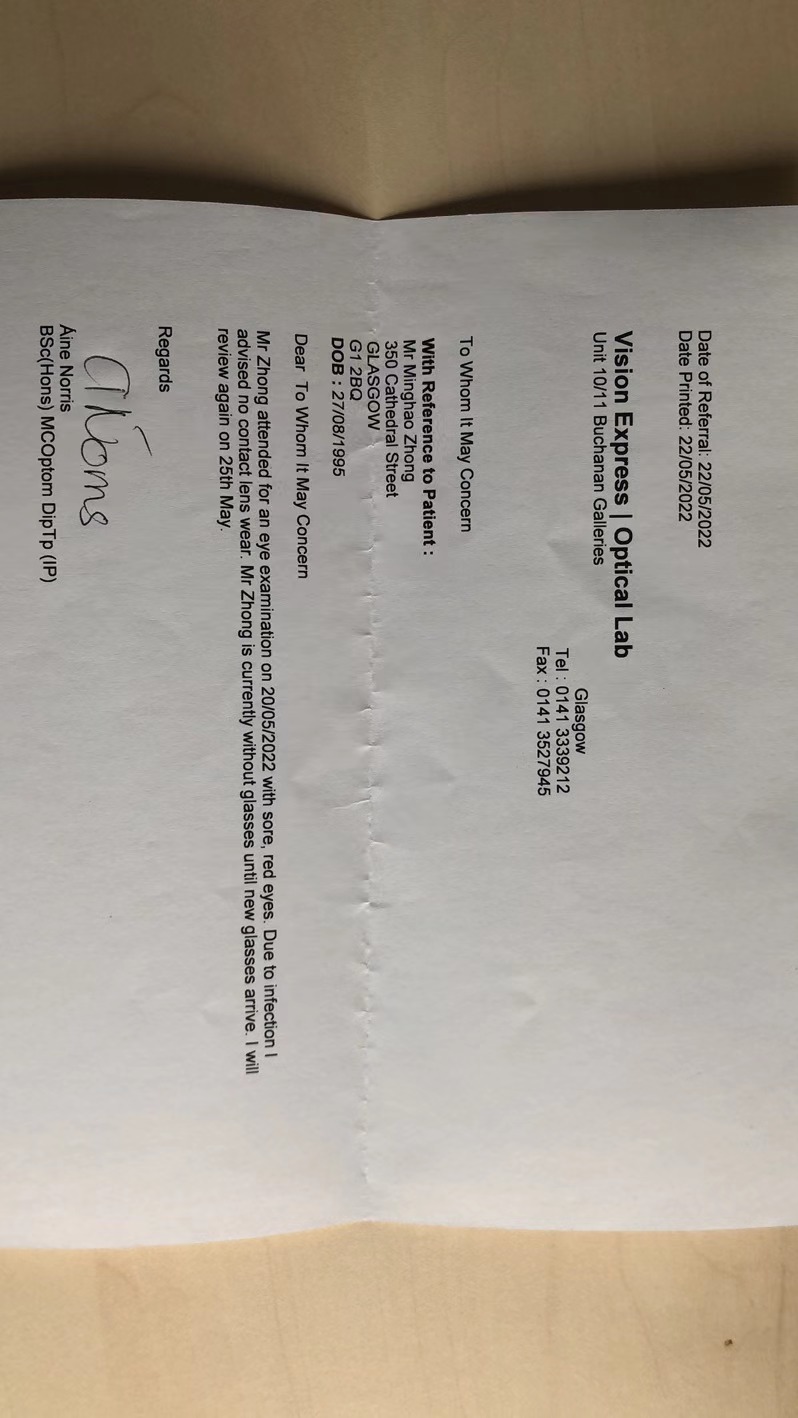 Date of Referral: 22/05/2022
Date Printed: 22/05/2022
Vision Express | Optical Lab
Unit 10/11 Buchanan Galleries
Glasgow
Tel : 0141 3339212
Fax : 0141 3527945
To Whom It May Concern
With Reference to Patient :
Mr Minghao Zhong
350 Cathedral Street
GLASGOW
G1 2BQ
DOB : 27/08/1995
Dear To Whom It May Concern
Mr Zhong attended for an eye examination on 20/05/2022 with sore, red eyes. Due to infection I
advised no contact lens wear. Mr Zhong is currently without glasses until new glasses arrive. I will
review again on 25th May.
Regards
A Norris
Áine Norris
BSc(Hons) MCOptom DipTp (IP)